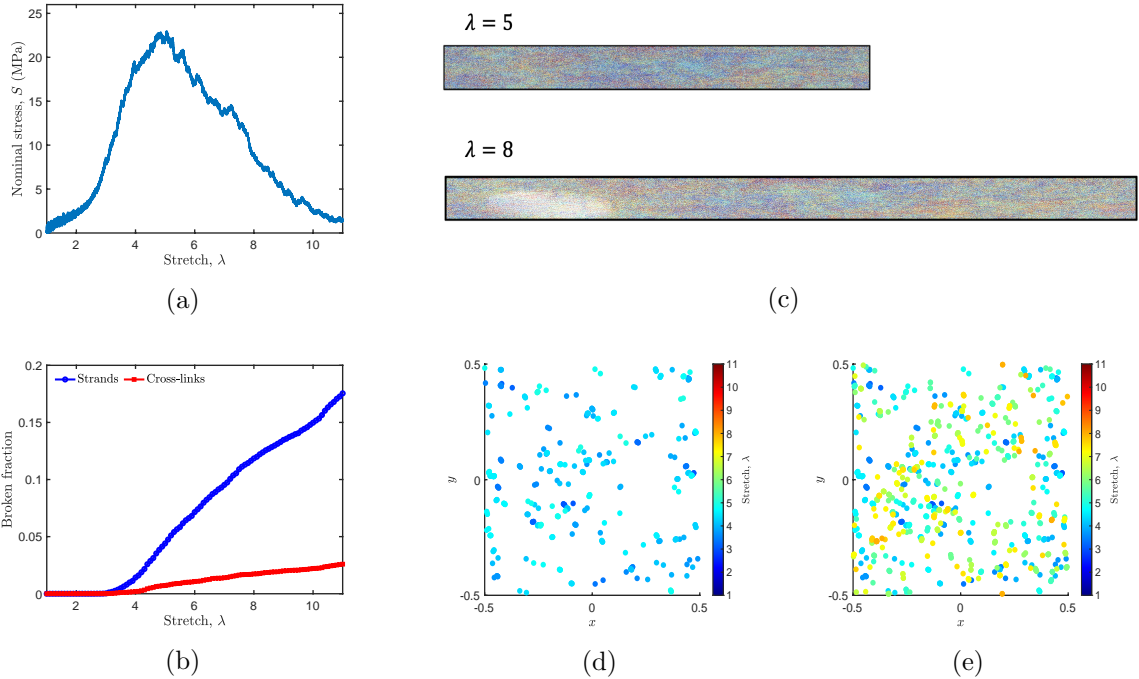 25
20
15
10
5
0
Nominal stress, S (MPa)
2 4 6 8 10
Stretch, λ
(a)
λ = 5
λ = 8
(c)
0.2
0.15
0.1
0.05
0
Broken fraction
Strands Cross-links
2 4 6 8 10
Stretch, λ
(b)
0.5
0
-0.5
y
-0.5 0 0.5
x
11
10
9
8
7
6
5
4
3
2
1
Stretch, λ
(d)
0.5
0
-0.5
y
-0.5 0 0.5
x
11
10
9
8
7
6
5
4
3
2
1
Stretch, λ
(e)